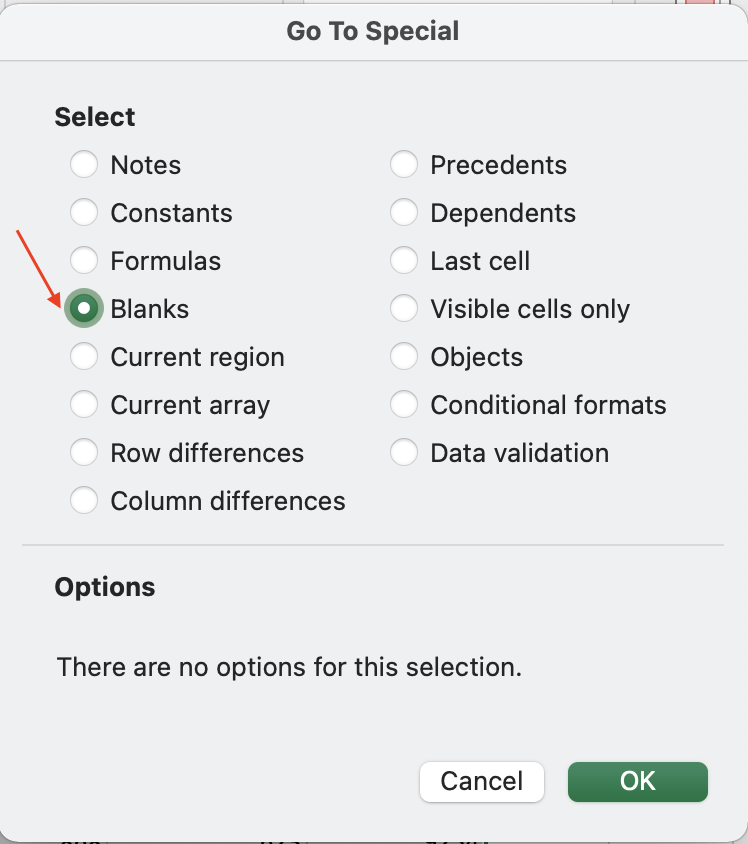 Go To Special
Select
Notes
Constants
Formulas
Blanks
Current region
Current array
Row differences
Column differences
Precedents
Dependents
Last cell
Visible cells only
Objects
Conditional formats
Data validation
Options
There are no options for this selection.
Cancel
OK